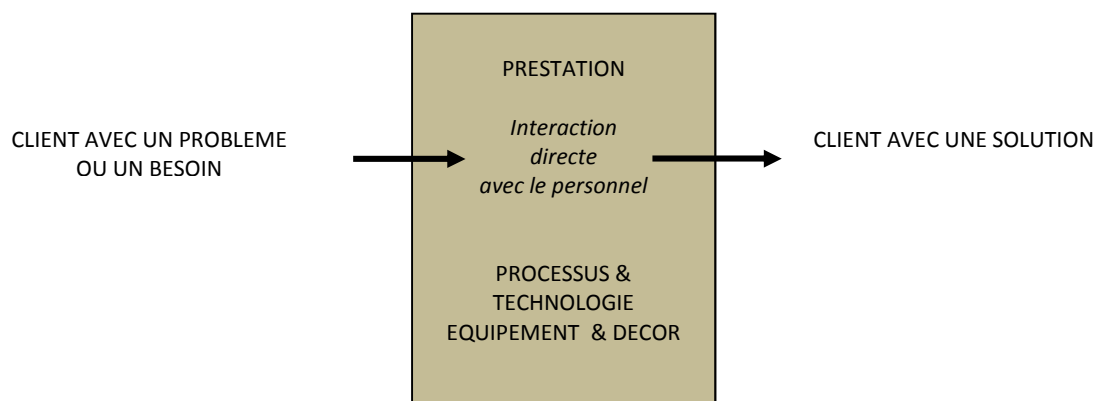 PRESTATION
CLIENT AVEC UN PROBLEME
OU UN BESOIN
Interaction
directe
avec le personnel
CLIENT AVEC UNE SOLUTION
PROCESSUS &
TECHNOLOGIE
EQUIPEMENT & DECOR